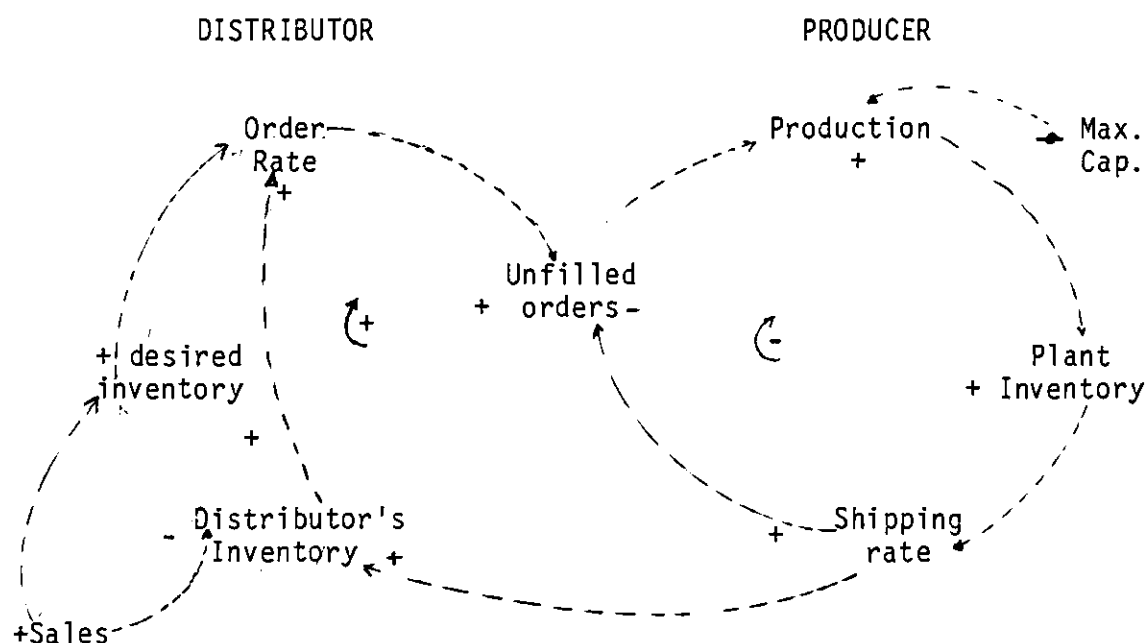 DISTRIBUTOR PRODUCER
Order Rate +
Production +
Max. Cap.
+ Unfilled orders -
+
-
+ desired inventory
+
Plant + Inventory
- Distributor's Inventory +
+ Shipping rate
+Sales